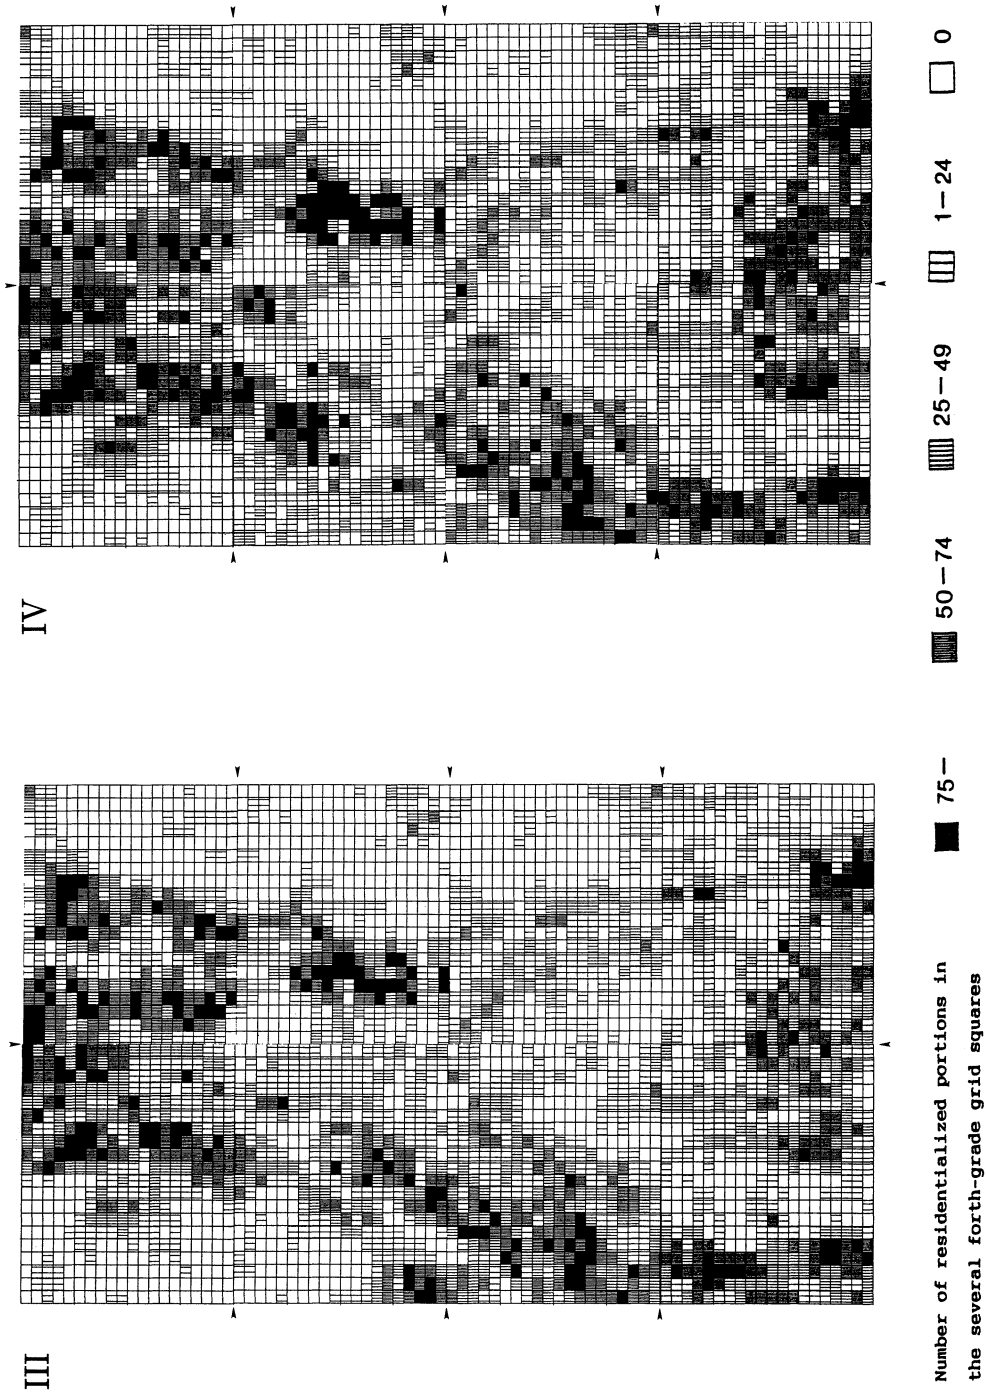 III
IV
Number of residentialized portions in
the several forth-grade grid squares
75—
50—74
25—49
1—24
0